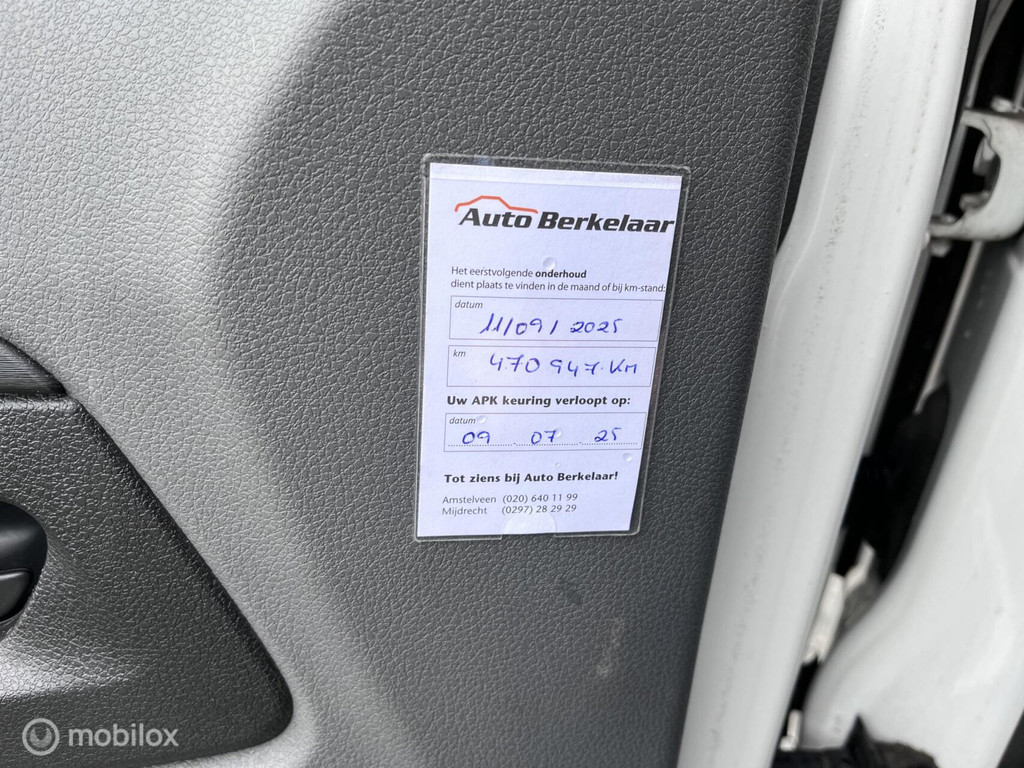 Auto Berkelaar
Het eerstvolgende onderhoud
dient plaats te vinden in de maand of bij km-stand:
datum
11/09/2025
km
470 947 KM
Uw APK keuring verloopt op:
datum
09 . 07 . 25
Tot ziens bij Auto Berkelaar!
Amstelveen (020) 640 11 99
Mijdrecht (0297) 28 29 29
mobilox